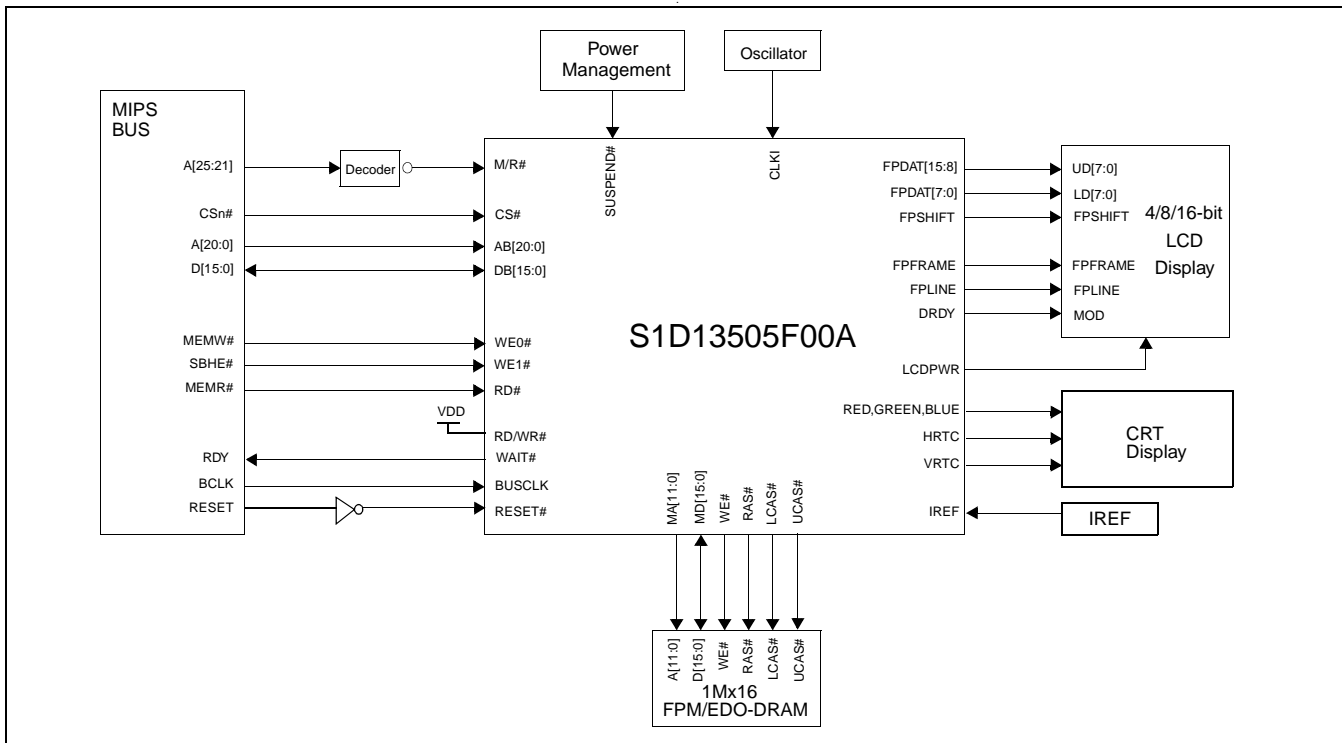 Power
Management
Oscillator
MIPS
BUS
A[25:21]
Decoder
M/R#
SUSPEND#
CLKI
FPDAT[15:8]
UD[7:0]
FPDAT[7:0]
LD[7:0]
CSn#
CS#
FPSHIFT
FPSHIFT
4/8/16-bit
LCD
Display
A[20:0]
AB[20:0]
D[15:0]
DB[15:0]
FPFRAME
FPFRAME
FPLINE
FPLINE
DRDY
MOD
S1D13505F00A
MEMW#
WE0#
SBHE#
WE1#
MEMR#
RD#
LCDPWR
VDD
RD/WR#
RED,GREEN,BLUE
HRTC
VRTC
CRT
Display
RDY
WAIT#
BCLK
BUSCLK
RESET
RESET#
MA[11:0]
MD[15:0]
WE#
RAS#
LCAS#
UCAS#
IREF
IREF
A[11:0]
D[15:0]
WE#
RAS#
LCAS#
UCAS#
1Mx16
FPM/EDO-DRAM